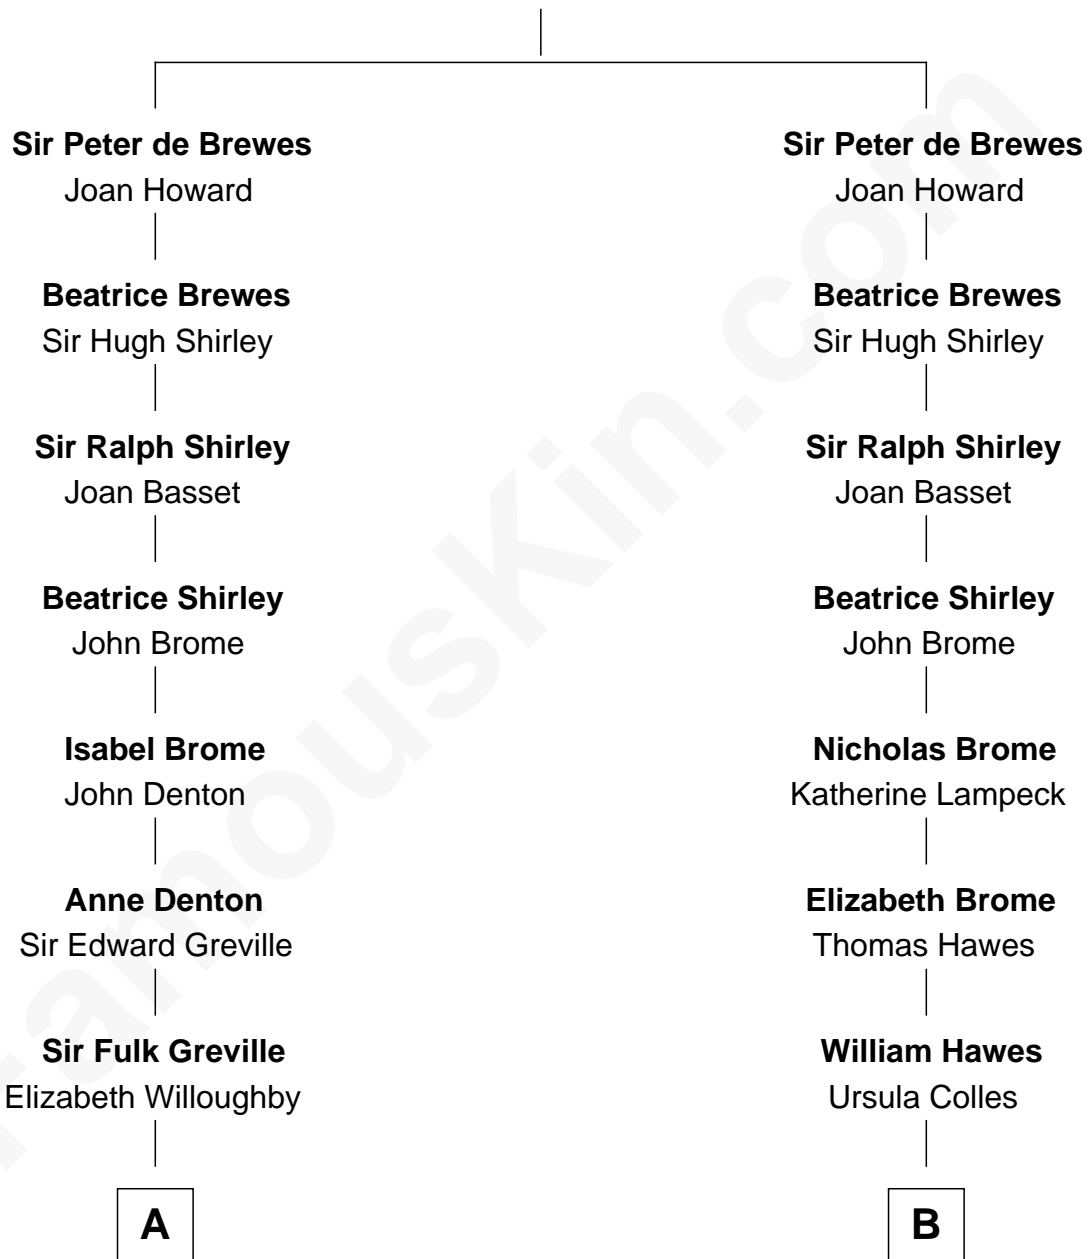 Sir Peter de Brewes
Joan Howard
Beatrice Brewes
Sir Hugh Shirley
Sir Ralph Shirley
Joan Basset
Beatrice Shirley
John Brome
Isabel Brome
John Denton
Anne Denton
Sir Edward Greville
Sir Fulk Greville
Elizabeth Willoughby
A
Sir Peter de Brewes
Joan Howard
Beatrice Brewes
Sir Hugh Shirley
Sir Ralph Shirley
Joan Basset
Beatrice Shirley
John Brome
Nicholas Brome
Katherine Lampeck
Elizabeth Brome
Thomas Hawes
William Hawes
Ursula Colles
B
FamousKin.com